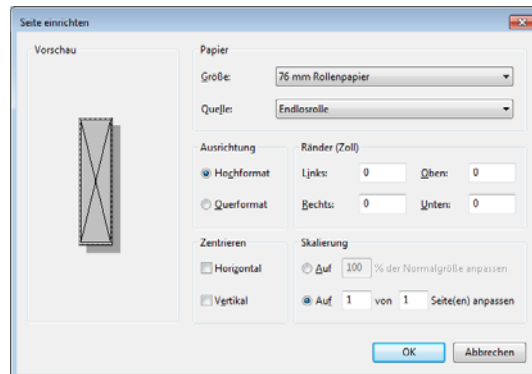 Seite einrichten
Vorschau
Papier
Größe: 76 mm Rollenpapier
Quelle: Endlosrolle
Ausrichtung
Hochformat
Querformat
Ränder (Zoll)
Links: 0 Oben: 0
Rechts: 0 Unten: 0
Zentrieren
Horizontal
Vertikal
Skalierung
Auf 100 % der Normalgröße anpassen
Auf 1 von 1 Seite(en) anpassen
OK Abbrechen